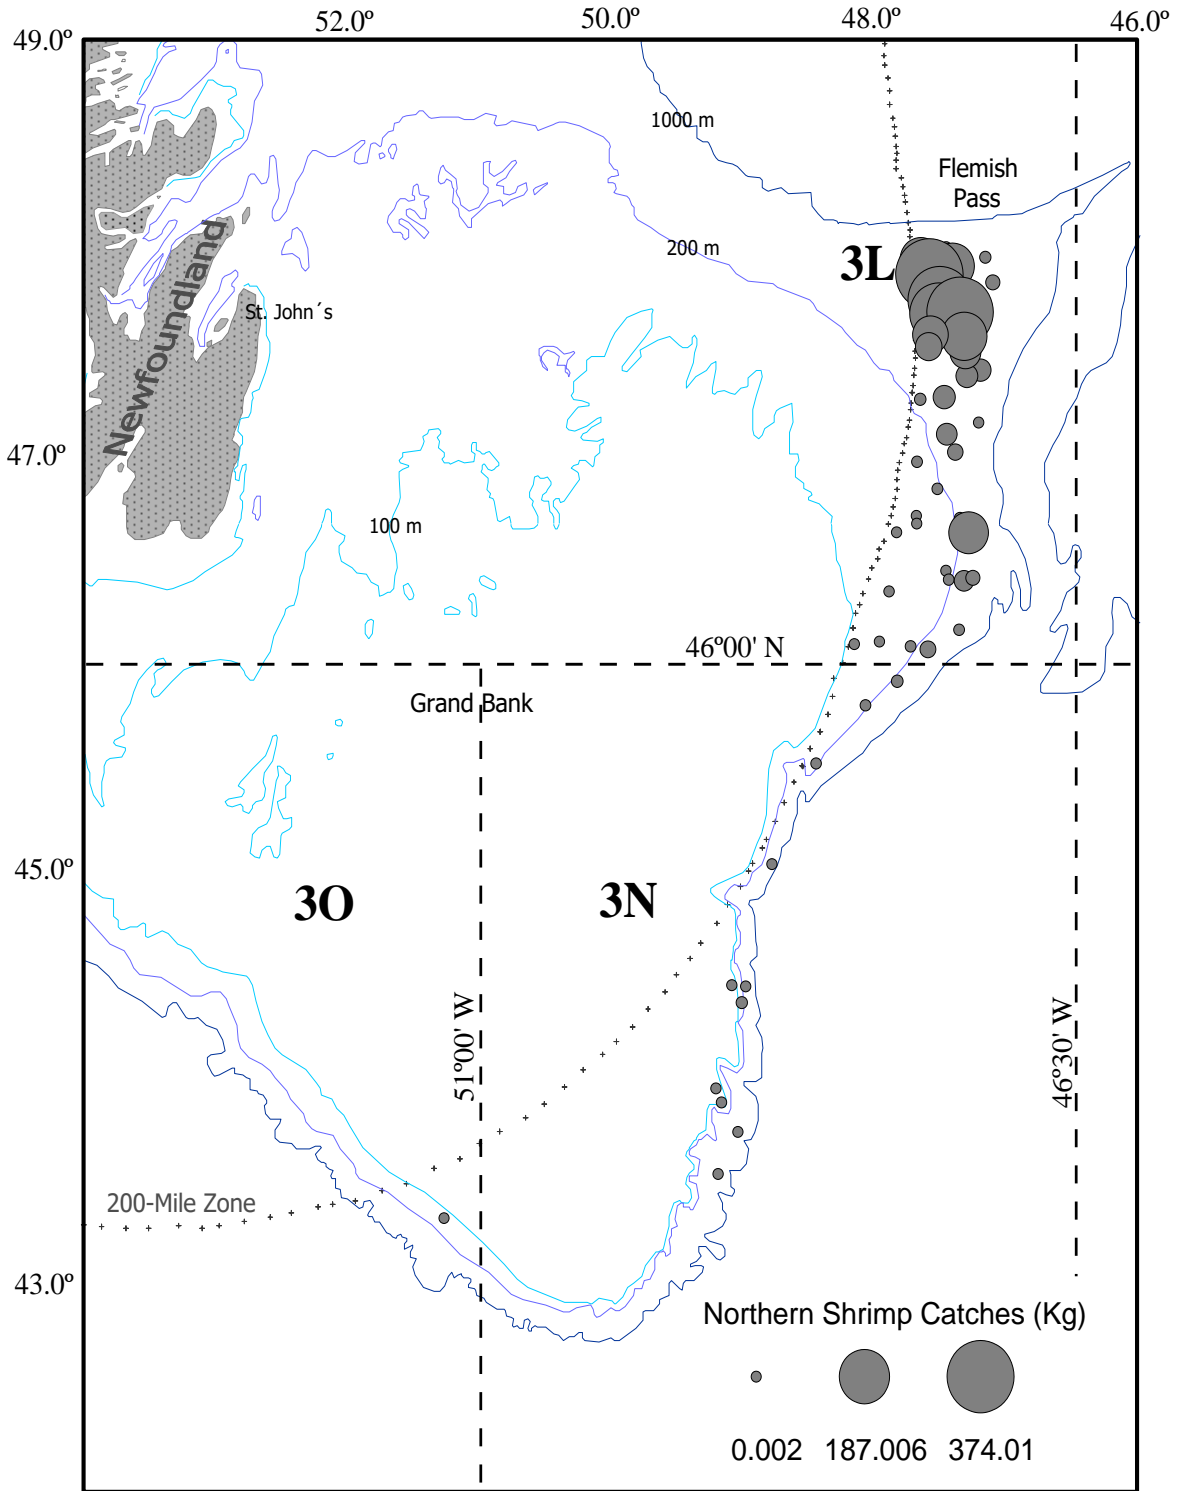 52.0º 50.0º 48.0º 46.0º
49.0º
1000 m
Flemish
Pass
200 m
3L
Newfoundland
St. John´s
47.0º
100 m
46º00' N
Grand Bank
45.0º
3O
3N
51º00' W
46º30' W
200-Mile Zone
43.0º
Northern Shrimp Catches (Kg)
0.002 187.006 374.01